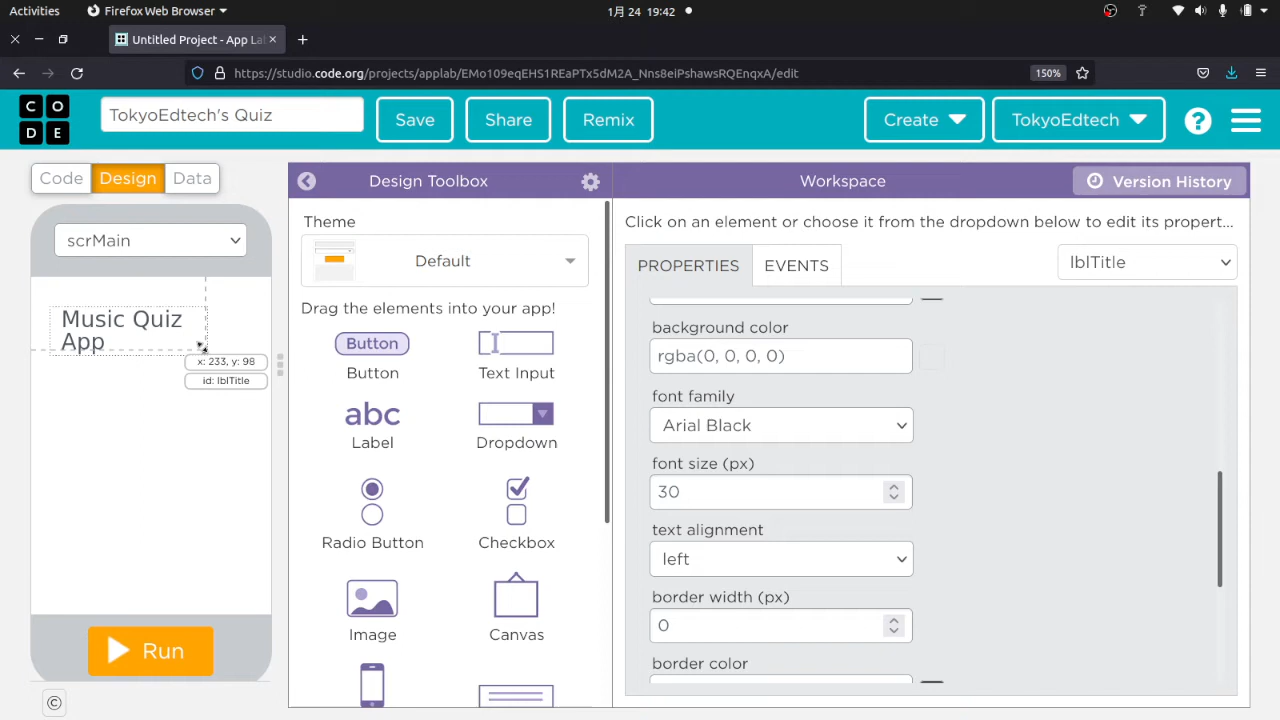 Activities
Firefox Web Browser
1月 24 19:42
Untitled Project - App La
https://studio.code.org/projects/applab/EMo109eqEHS1REaPTx5dM2A_Nns8eiPshawsRQEnqxA/edit
150%
C O
D E
TokyoEdtech's Quiz
Save
Share
Remix
Create
TokyoEdtech
?
Code
Design
Data
Design Toolbox
Workspace
Version History
scrMain
Theme
Default
Click on an element or choose it from the dropdown below to edit its propert...
PROPERTIES
EVENTS
lblTitle
Drag the elements into your app!
Music Quiz
App
x: 233, y: 98
id: lblTitle
Button
Button
Text Input
abc
Label
Dropdown
Radio Button
Checkbox
Image
Canvas
background color
rgba(0, 0, 0, 0)
font family
Arial Black
font size (px)
30
text alignment
left
border width (px)
0
border color
Run
©